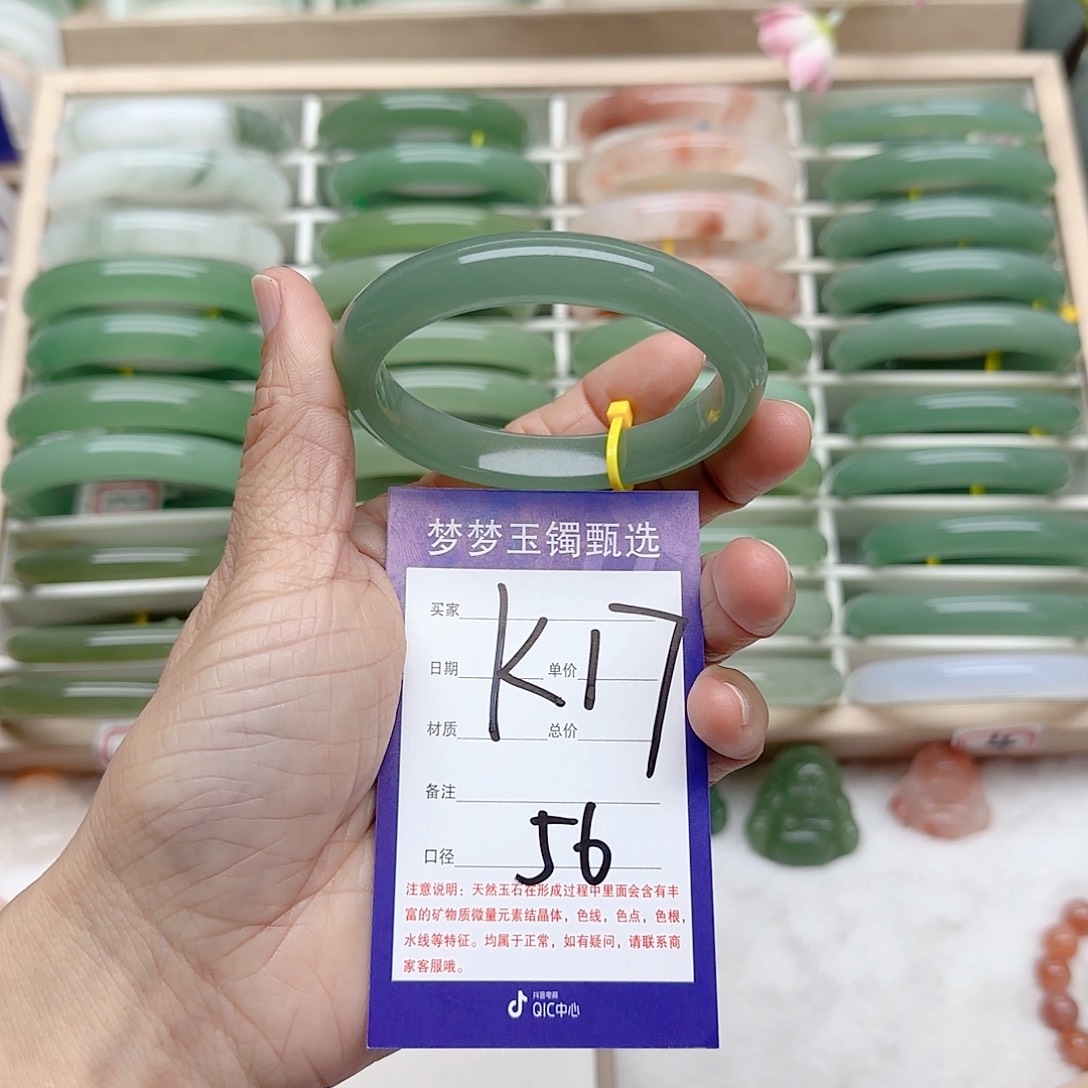 梦梦玉镯甄选
买家
K17
日期 单价
材质 总价
备注
口径 56
注意说明：天然玉石在形成过程中里面会含有丰
富的矿物质微量元素结晶体，色线，色点，色根，
水线等特征。均属于正常，如有疑问，请联系商
家客服哦。
抖音电商
QIC中心